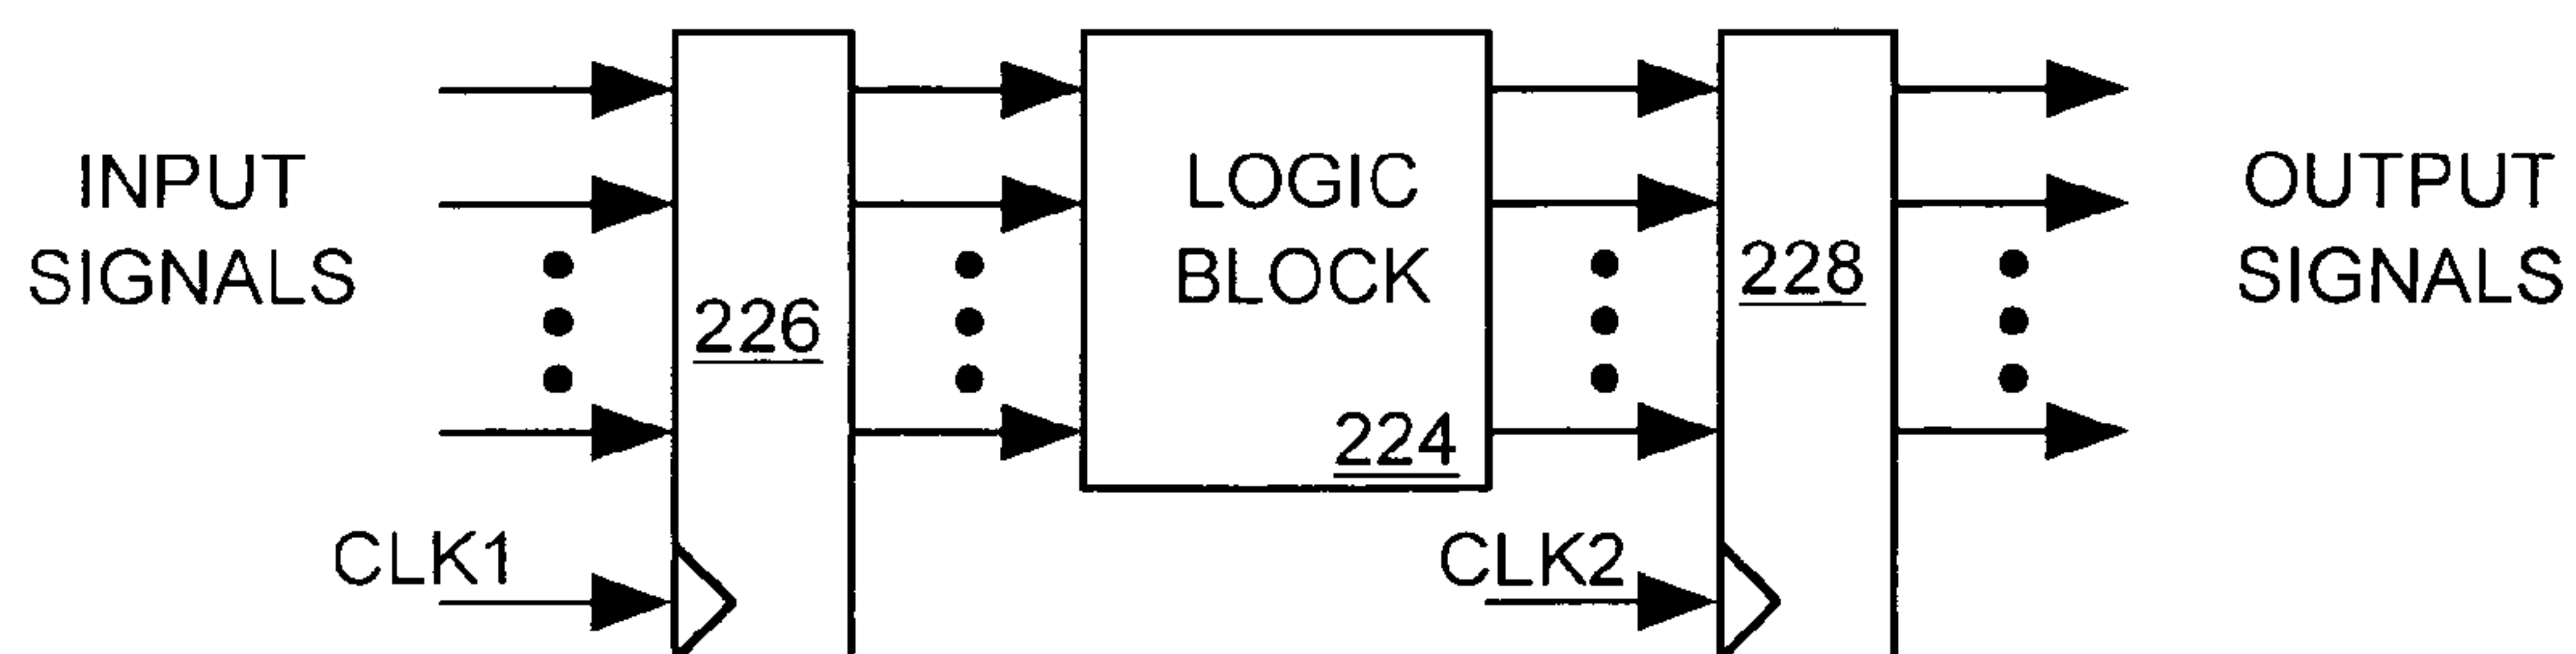 INPUT
SIGNALS
226
LOGIC
BLOCK
224
228
OUTPUT
SIGNALS
CLK1
CLK2